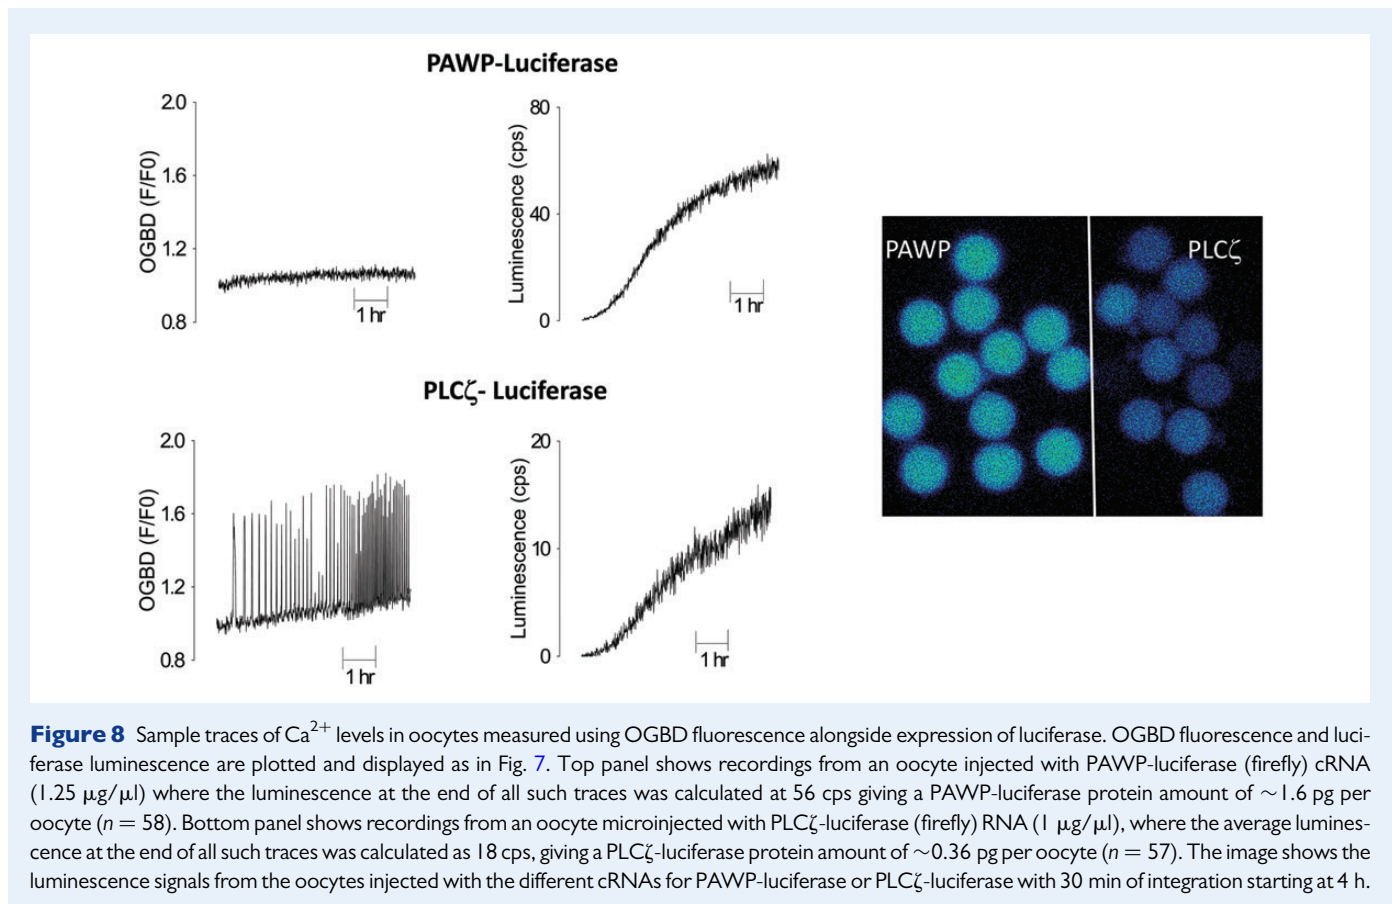 PAWP-Luciferase
2.0
1.6
1.2
0.8
OGBD (F/F0)
1 hr
80
40
0
Luminescence (cps)
1 hr
PAWP
PLCζ
PLCζ- Luciferase
2.0
1.6
1.2
0.8
OGBD (F/F0)
1 hr
20
10
0
Luminescence (cps)
1 hr
Figure 8 Sample traces of Ca²⁺ levels in oocytes measured using OGBD fluorescence alongside expression of luciferase. OGBD fluorescence and luci-
ferase luminescence are plotted and displayed as in Fig. 7. Top panel shows recordings from an oocyte injected with PAWP-luciferase (firefly) cRNA
(1.25 μg/μl) where the luminescence at the end of all such traces was calculated at 56 cps giving a PAWP-luciferase protein amount of ~1.6 pg per
oocyte (n = 58). Bottom panel shows recordings from an oocyte microinjected with PLCζ-luciferase (firefly) RNA (1 μg/μl), where the average lumines-
cence at the end of all such traces was calculated as 18 cps, giving a PLCζ-luciferase protein amount of ~0.36 pg per oocyte (n = 57). The image shows the
luminescence signals from the oocytes injected with the different cRNAs for PAWP-luciferase or PLCζ-luciferase with 30 min of integration starting at 4 h.